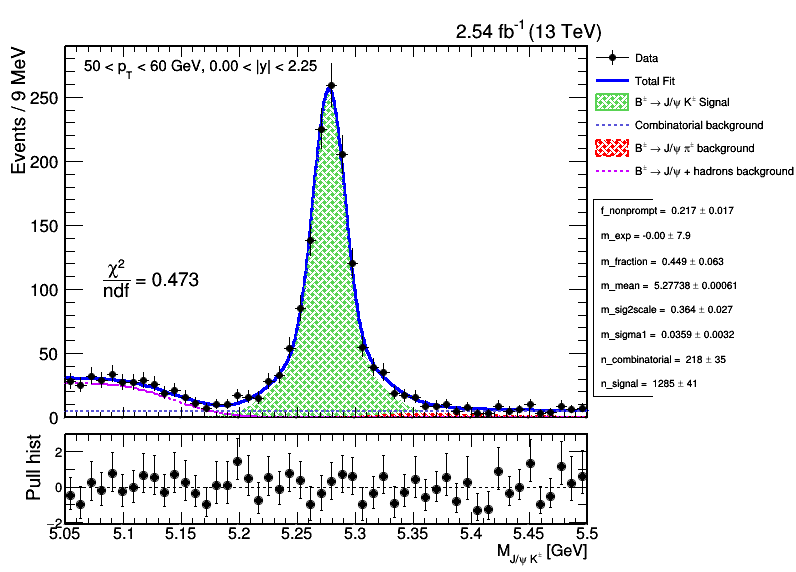 2.54 fb⁻¹ (13 TeV)
Events / 9 MeV
50 < p_T < 60 GeV, 0.00 < |y| < 2.25
250
200
150
100
50
0
χ²
ndf = 0.473
Data
Total Fit
B± → J/ψ K± Signal
Combinatorial background
B± → J/ψ π± background
B± → J/ψ + hadrons background
f_nonprompt = 0.217 ± 0.017
m_exp = -0.00 ± 7.9
m_fraction = 0.449 ± 0.063
m_mean = 5.27738 ± 0.00061
m_sig2scale = 0.364 ± 0.027
m_sigma1 = 0.0359 ± 0.0032
n_combinatorial = 218 ± 35
n_signal = 1285 ± 41
Pull hist
2
0
−2
5.05 5.1 5.15 5.2 5.25 5.3 5.35 5.4 5.45 5.5
M_J/ψ K± [GeV]